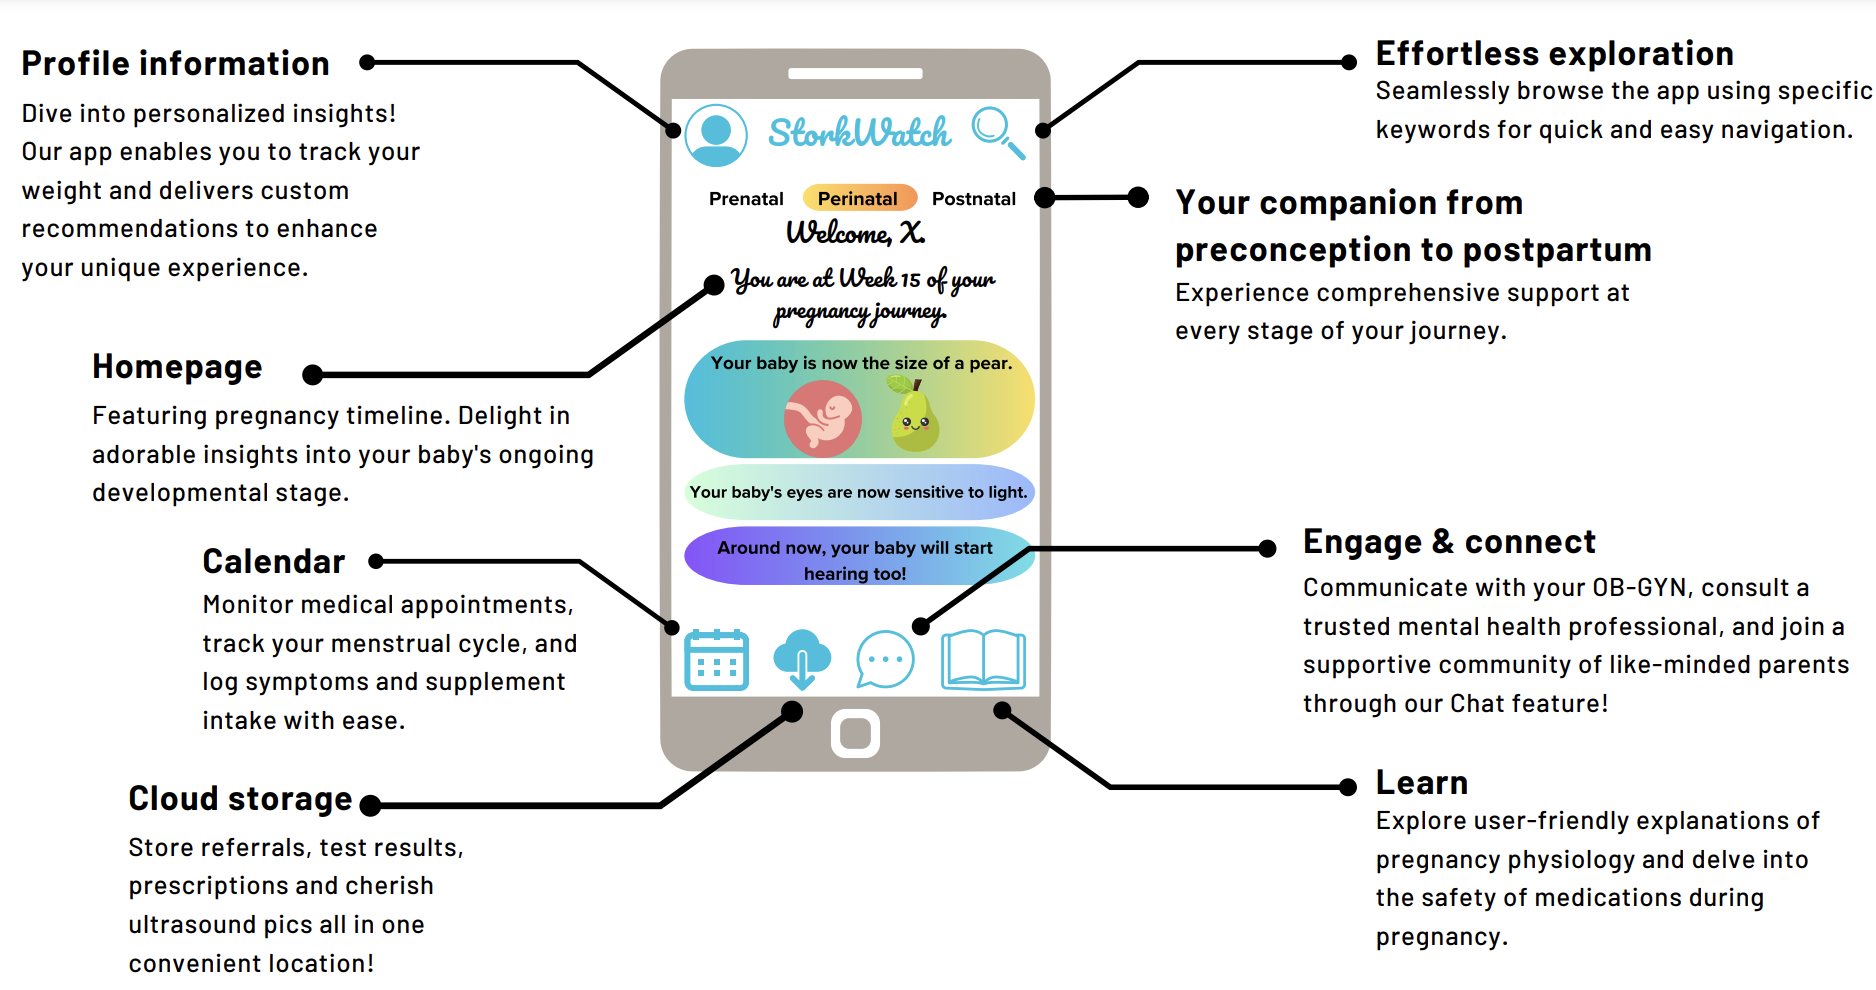 Profile information
Dive into personalized insights!
Our app enables you to track your
weight and delivers custom
recommendations to enhance
your unique experience.
Homepage
Featuring pregnancy timeline. Delight in
adorable insights into your baby's ongoing
developmental stage.
Calendar
Monitor medical appointments,
track your menstrual cycle, and
log symptoms and supplement
intake with ease.
Cloud storage
Store referrals, test results,
prescriptions and cherish
ultrasound pics all in one
convenient location!
StorkWatch
Prenatal Perinatal Postnatal
Welcome, X.
You are at Week 15 of your
pregnancy journey.
Your baby is now the size of a pear.
Your baby's eyes are now sensitive to light.
Around now, your baby will start
hearing too!
Effortless exploration
Seamlessly browse the app using specific
keywords for quick and easy navigation.
Your companion from
preconception to postpartum
Experience comprehensive support at
every stage of your journey.
Engage & connect
Communicate with your OB-GYN, consult a
trusted mental health professional, and join a
supportive community of like-minded parents
through our Chat feature!
Learn
Explore user-friendly explanations of
pregnancy physiology and delve into
the safety of medications during
pregnancy.